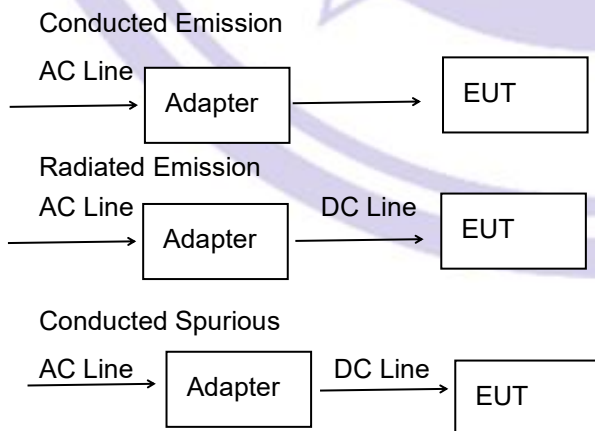 Conducted Emission
AC Line
Adapter
EUT
Radiated Emission
AC Line
DC Line
Adapter
EUT
Conducted Spurious
AC Line
DC Line
Adapter
EUT